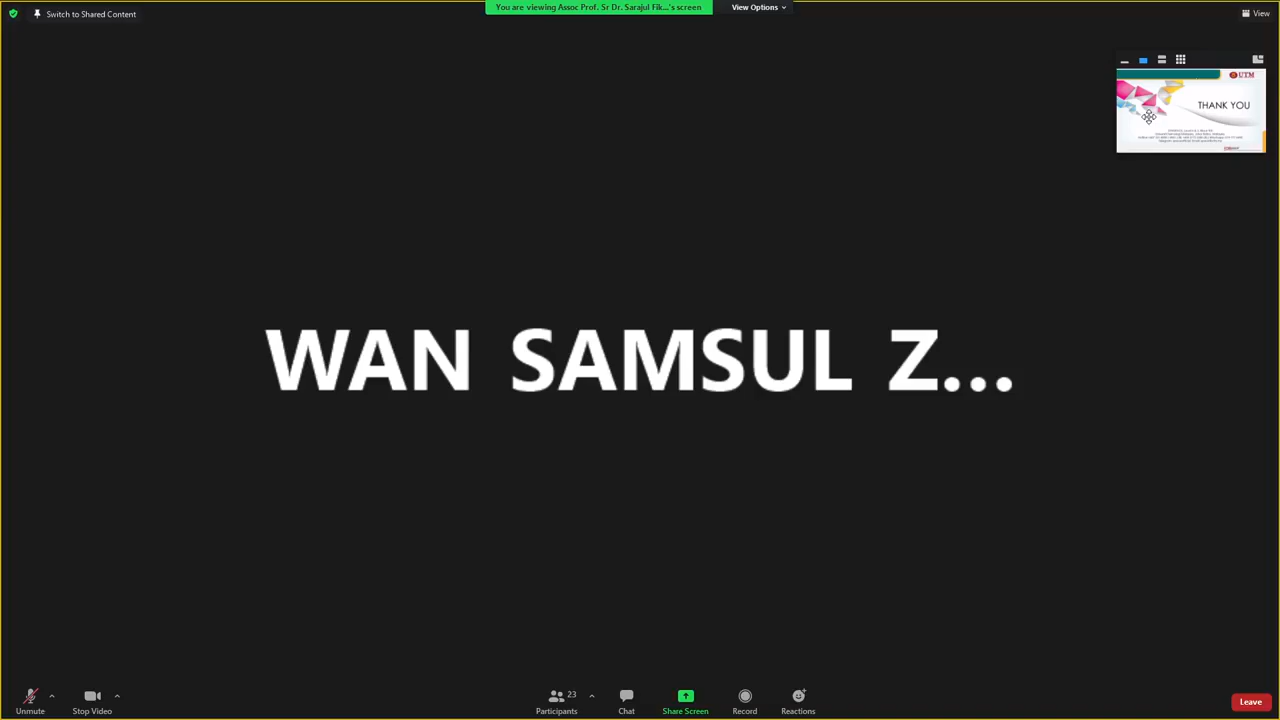 Switch to Shared Content
You are viewing Assoc Prof. Sr Dr. Sarajul Fik...'s screen
View Options
View
UTM
THANK YOU
WAN SAMSUL Z...
Unmute
Stop Video
23
Participants
Chat
Share Screen
Record
Reactions
Leave